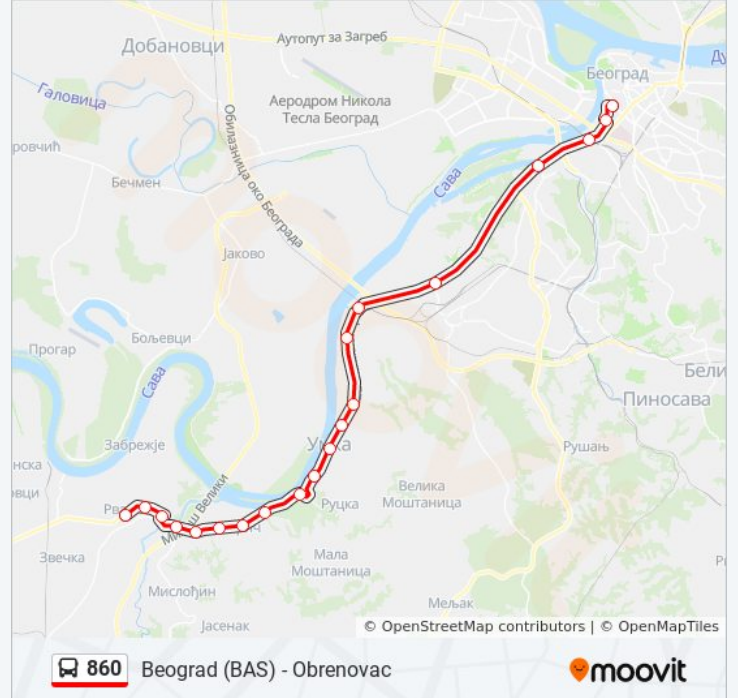 Добановци
Аутопут за Загреб
Београд
Галовица
Аеродром Никола
Тесла Београд
Обилазница око Београда
Бечмен
Сава
Јаково
Прогар
Бољевци
Сава
Пиносава
Забрежје
Рушањ
Велика
Моштаница
Руцка
Звечка
Мала
Моштаница
Мислођин
Јасенак
Мељак
© OpenStreetMap contributors | © OpenMapTiles
860 Beograd (BAS) - Obrenovac
moovit